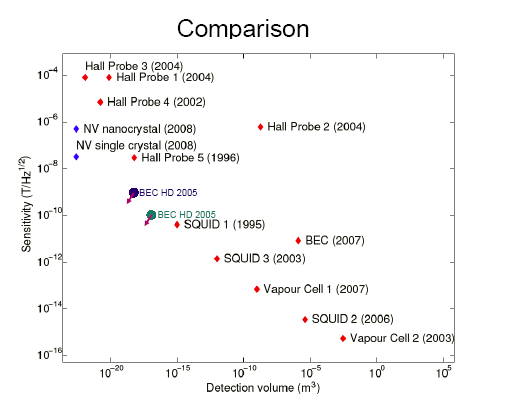 Comparison
Hall Probe 3 (2004)
Hall Probe 1 (2004)
Hall Probe 4 (2002)
NV nanocrystal (2008)
Hall Probe 2 (2004)
NV single crystal (2008)
Hall Probe 5 (1996)
BEC HD 2005
BEC HD 2005
SQUID 1 (1995)
BEC (2007)
SQUID 3 (2003)
Vapour Cell 1 (2007)
SQUID 2 (2006)
Vapour Cell 2 (2003)
Sensitivity (T/Hz^1/2)
10^-4
10^-6
10^-8
10^-10
10^-12
10^-14
10^-16
10^-20 10^-15 10^-10 10^-5 10^0 10^5
Detection volume (m^3)